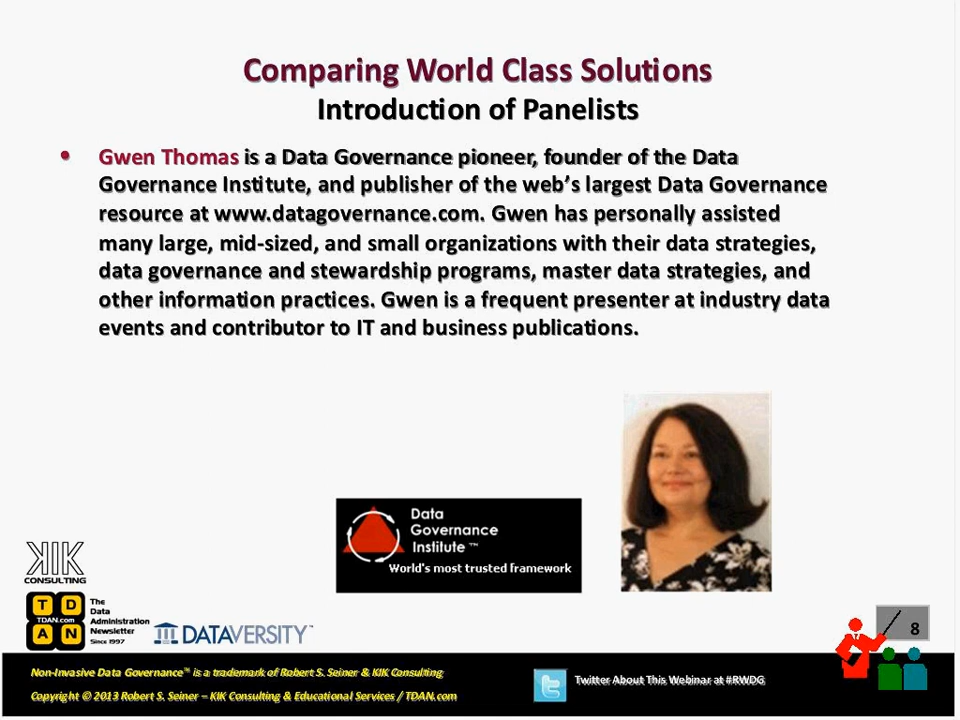 Comparing World Class Solutions
Introduction of Panelists
• Gwen Thomas is a Data Governance pioneer, founder of the Data
Governance Institute, and publisher of the web’s largest Data Governance
resource at www.datagovernance.com. Gwen has personally assisted
many large, mid-sized, and small organizations with their data strategies,
data governance and stewardship programs, master data strategies, and
other information practices. Gwen is a frequent presenter at industry data
events and contributor to IT and business publications.
Data
Governance
Institute ™
World's most trusted framework
KIK
CONSULTING
T D
TDAN.com
A N
The
Data
Administration
Newsletter
Since 1997
DATAVERSITY™
8
Non-Invasive Data Governance™ is a trademark of Robert S. Seiner & KIK Consulting
Copyright © 2013 Robert S. Seiner – KIK Consulting & Educational Services / TDAN.com
Twitter About This Webinar at #RWDG